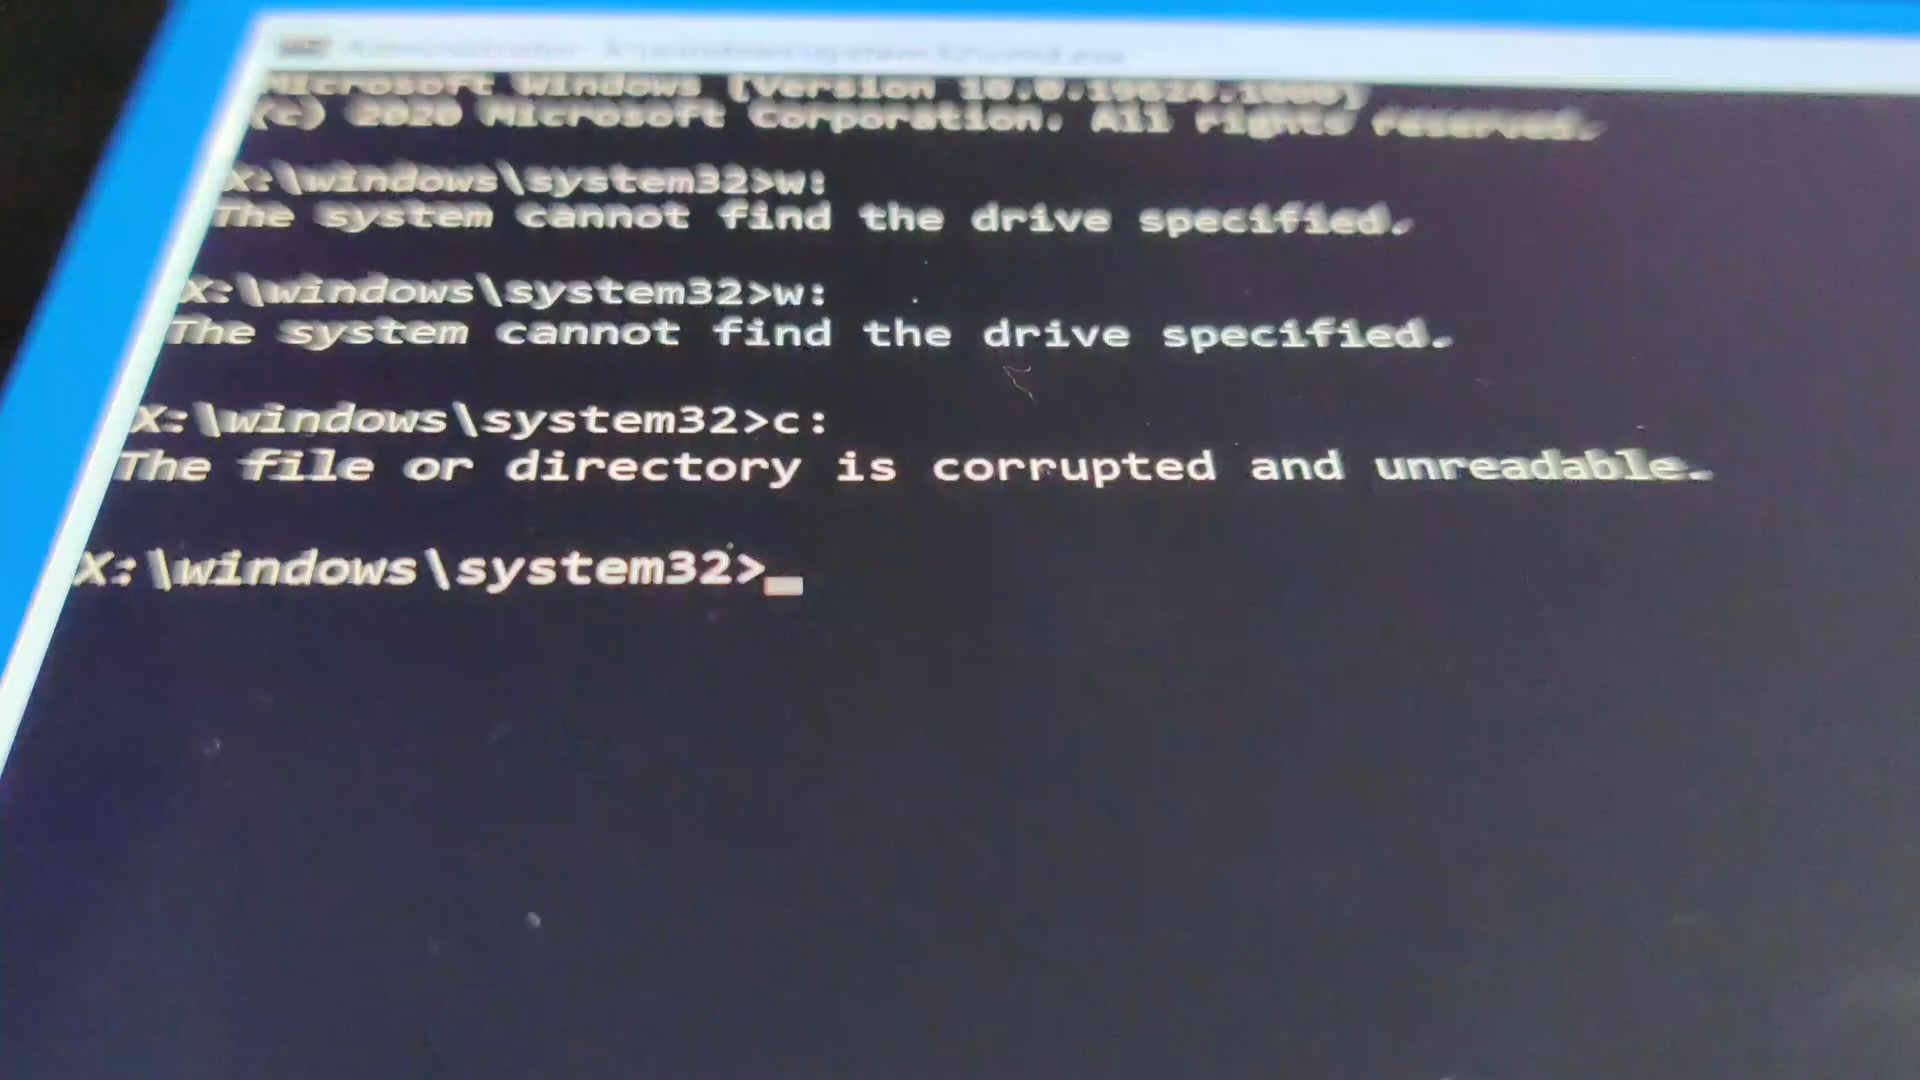 Microsoft Windows [Version 10.0.19624.1000]
(c) 2020 Microsoft Corporation. All rights reserved.
X:\windows\system32>w:
The system cannot find the drive specified.
X:\windows\system32>w:
The system cannot find the drive specified.
X:\windows\system32>c:
The file or directory is corrupted and unreadable.
X:\windows\system32>